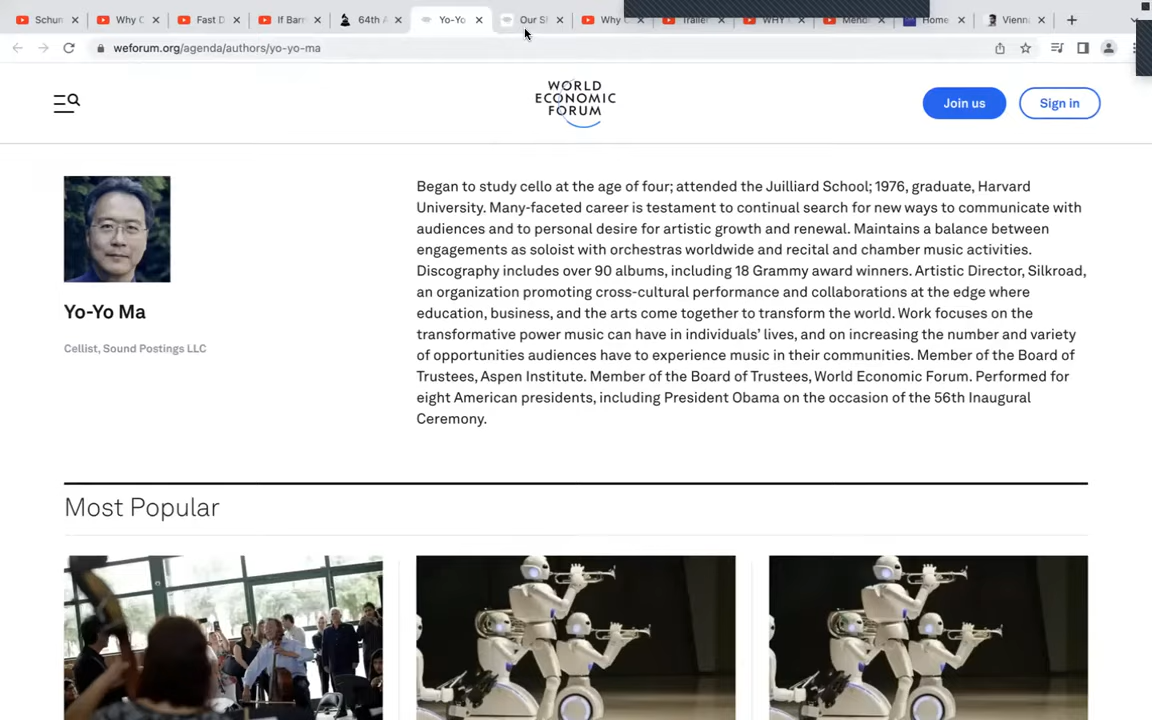 Schun
Why C
Fast D
If Barr
64th A
Yo-Yo
Our S
Why
Trailer
WHY
Mend
Home
Vienn
weforum.org/agenda/authors/yo-yo-ma
WORLD
ECONOMIC
FORUM
Join us
Sign in
Began to study cello at the age of four; attended the Juilliard School; 1976, graduate, Harvard
University. Many-faceted career is testament to continual search for new ways to communicate with
audiences and to personal desire for artistic growth and renewal. Maintains a balance between
engagements as soloist with orchestras worldwide and recital and chamber music activities.
Discography includes over 90 albums, including 18 Grammy award winners. Artistic Director, Silkroad,
an organization promoting cross-cultural performance and collaborations at the edge where
education, business, and the arts come together to transform the world. Work focuses on the
transformative power music can have in individuals’ lives, and on increasing the number and variety
of opportunities audiences have to experience music in their communities. Member of the Board of
Trustees, Aspen Institute. Member of the Board of Trustees, World Economic Forum. Performed for
eight American presidents, including President Obama on the occasion of the 56th Inaugural
Ceremony.
Yo-Yo Ma
Cellist, Sound Postings LLC
Most Popular